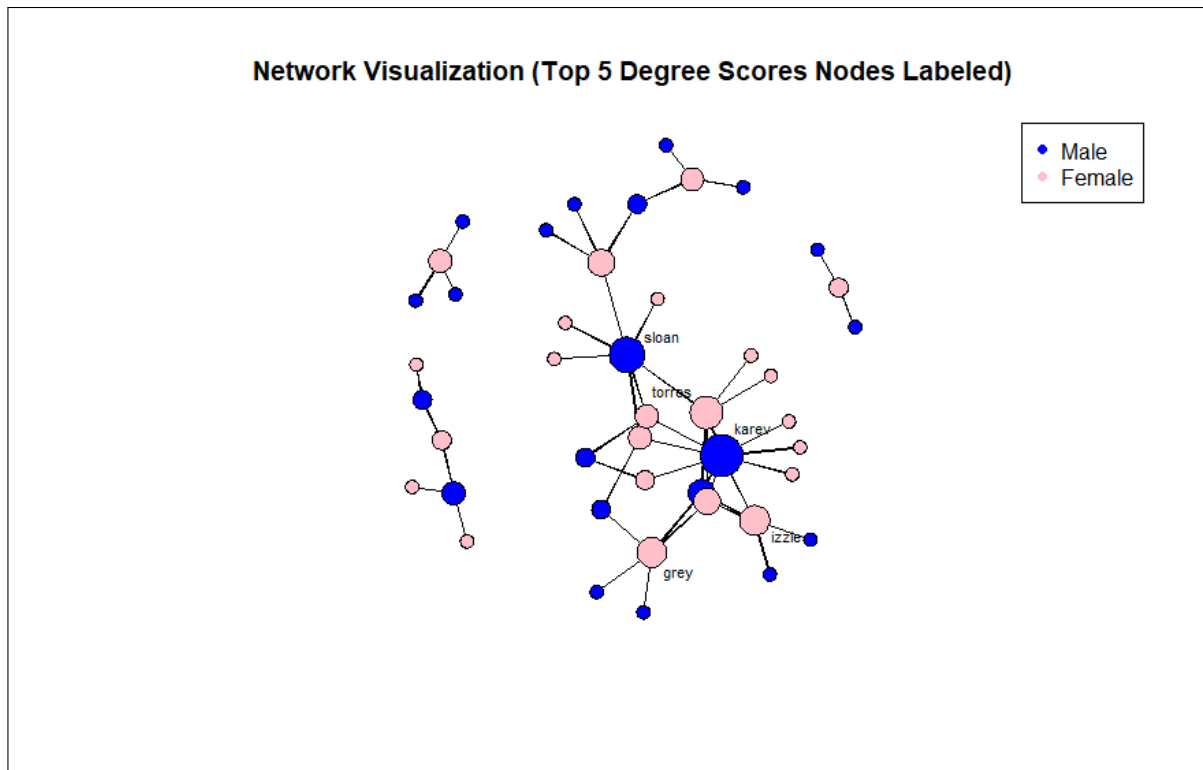 Network Visualization (Top 5 Degree Scores Nodes Labeled)
Male
Female
sloan
torres
karev
izzie
grey